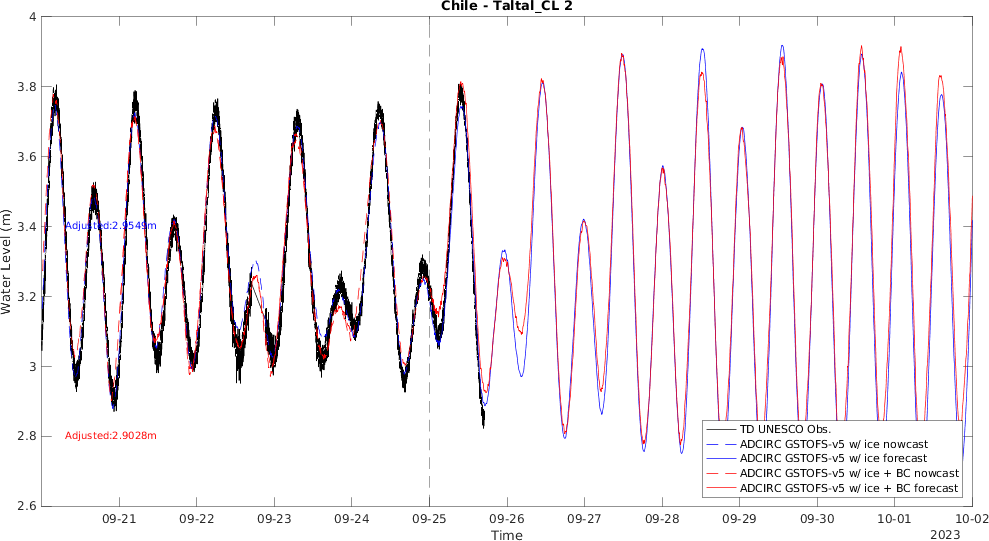 Chile - Taltal_CL 2
4
3.8
3.6
3.4
3.2
3
2.8
2.6
Water Level (m)
Adjusted:2.9549m
Adjusted:2.9028m
TD UNESCO Obs.
ADCIRC GSTOFS-v5 w/ ice nowcast
ADCIRC GSTOFS-v5 w/ ice forecast
ADCIRC GSTOFS-v5 w/ ice + BC nowcast
ADCIRC GSTOFS-v5 w/ ice + BC forecast
09-21 09-22 09-23 09-24 09-25 09-26 09-27 09-28 09-29 09-30 10-01 10-02
Time
2023